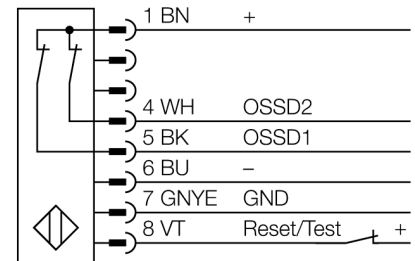 1 BN +
4 WH OSSD2
5 BK OSSD1
6 BU –
7 GNYE GND
8 VT Reset/Test +